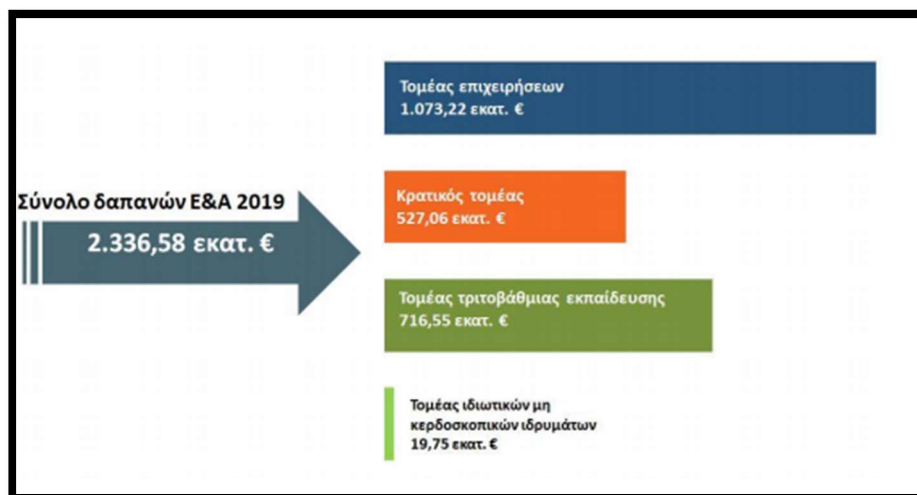 Σύνολο δαπανών Ε&Α 2019
2.336,58 εκατ. €
Τομέας επιχειρήσεων
1.073,22 εκατ. €
Κρατικός τομέας
527,06 εκατ. €
Τομέας τριτοβάθμιας εκπαίδευσης
716,55 εκατ. €
Τομέας ιδιωτικών μη
κερδοσκοπικών ιδρυμάτων
19,75 εκατ. €